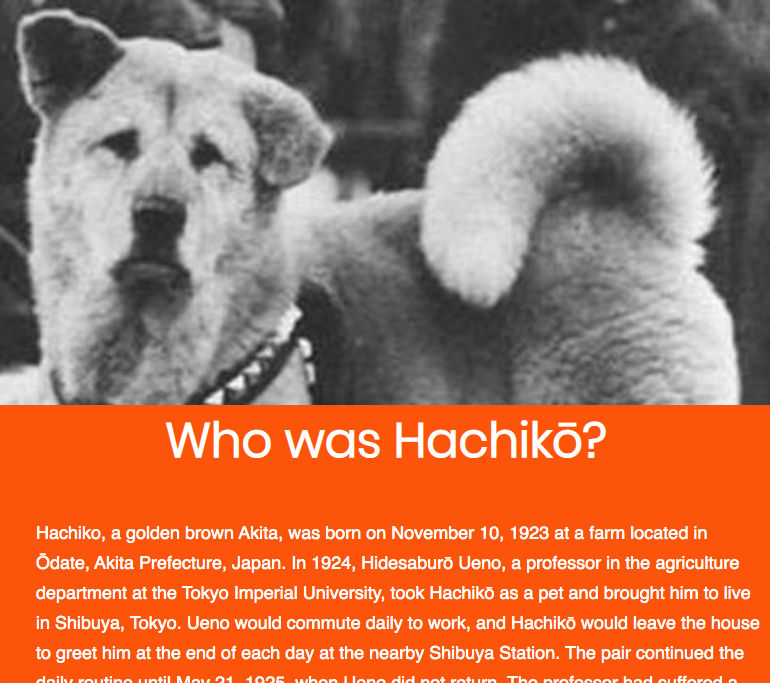 Who was Hachikō?
Hachiko, a golden brown Akita, was born on November 10, 1923 at a farm located in
Ōdate, Akita Prefecture, Japan. In 1924, Hidesaburō Ueno, a professor in the agriculture
department at the Tokyo Imperial University, took Hachikō as a pet and brought him to live
in Shibuya, Tokyo. Ueno would commute daily to work, and Hachikō would leave the house
to greet him at the end of each day at the nearby Shibuya Station. The pair continued the
daily routine until May 21, 1925, when Ueno did not return. The professor had suffered a